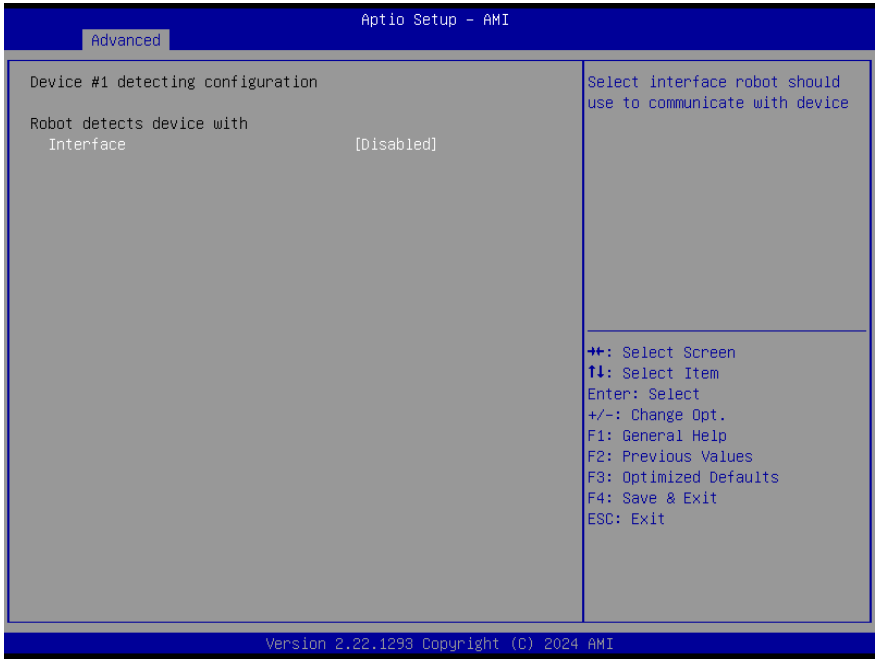 Aptio Setup – AMI
Advanced
Device #1 detecting configuration
Robot detects device with
Interface [Disabled]
Select interface robot should
use to communicate with device
→←: Select Screen
↑↓: Select Item
Enter: Select
+/-: Change Opt.
F1: General Help
F2: Previous Values
F3: Optimized Defaults
F4: Save & Exit
ESC: Exit
Version 2.22.1293 Copyright (C) 2024 AMI